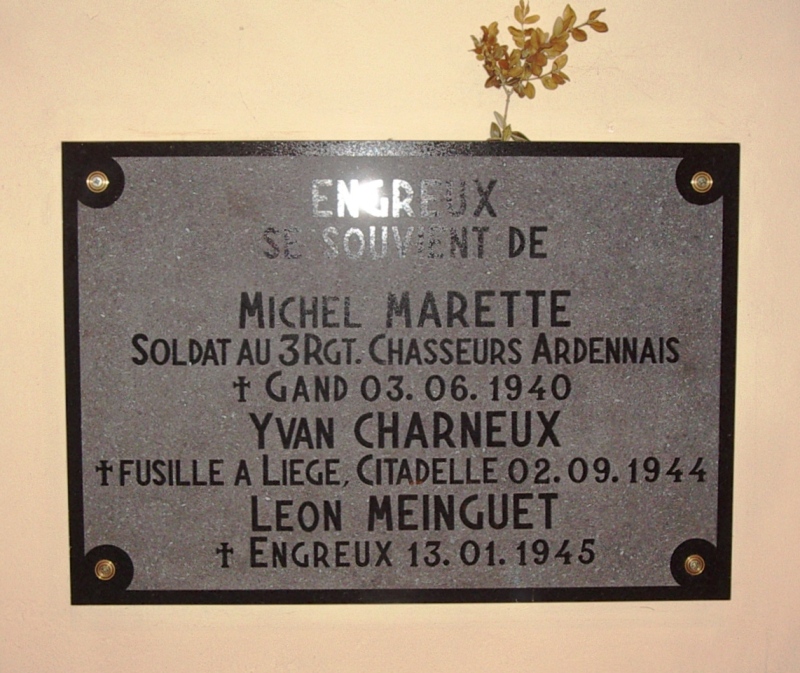 ENGREUX
SE SOUVIENT DE
MICHEL MARETTE
SOLDAT AU 3RGT. CHASSEURS ARDENNAIS
✝ GAND 03. 06. 1940
YVAN CHARNEUX
✝ FUSILLE A LIEGE, CITADELLE 02. 09. 1944
LEON MEINGUET
✝ ENGREUX 13. 01. 1945